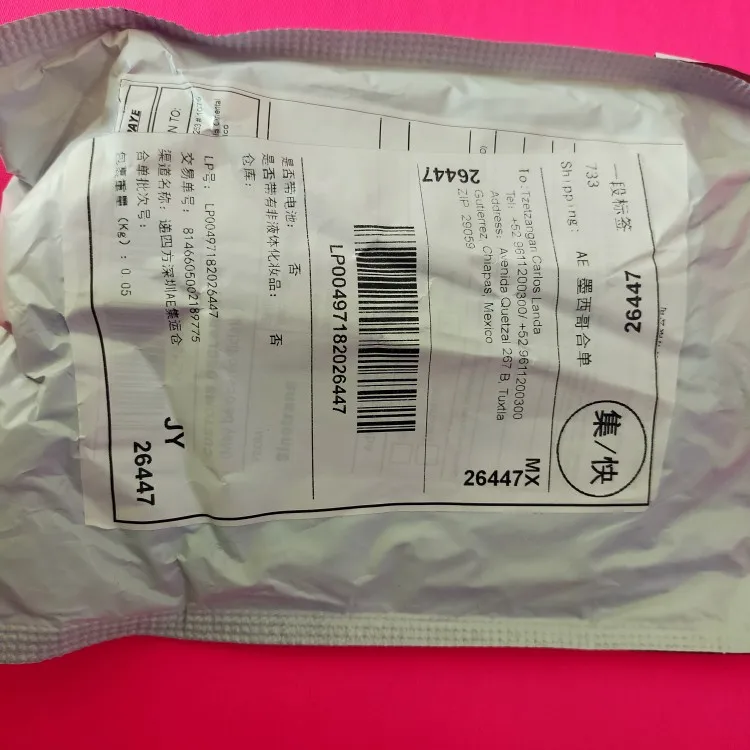 一段标签
26447
733
Shipping: AE 墨西哥合单
集/快
To:Tzetzangari Carlos Landa
Tel: +52 9611200300/ +52 9611200300
Address: Avenida Quetzal 267 B, Tuxtla
Gutierrez, Chiapas, Mexico
ZIP: 29059
26447
MX
26447X
LP00497182026447
是否带电池: 否
是否带有非液体化妆品: 否
仓库:
LP号: LP00497182026447
交易单号: 8146605002189775
渠道名称: 递四方深圳AE集运仓
合单批次号:
包裹重量 (Kg): 0.05
JY
26447